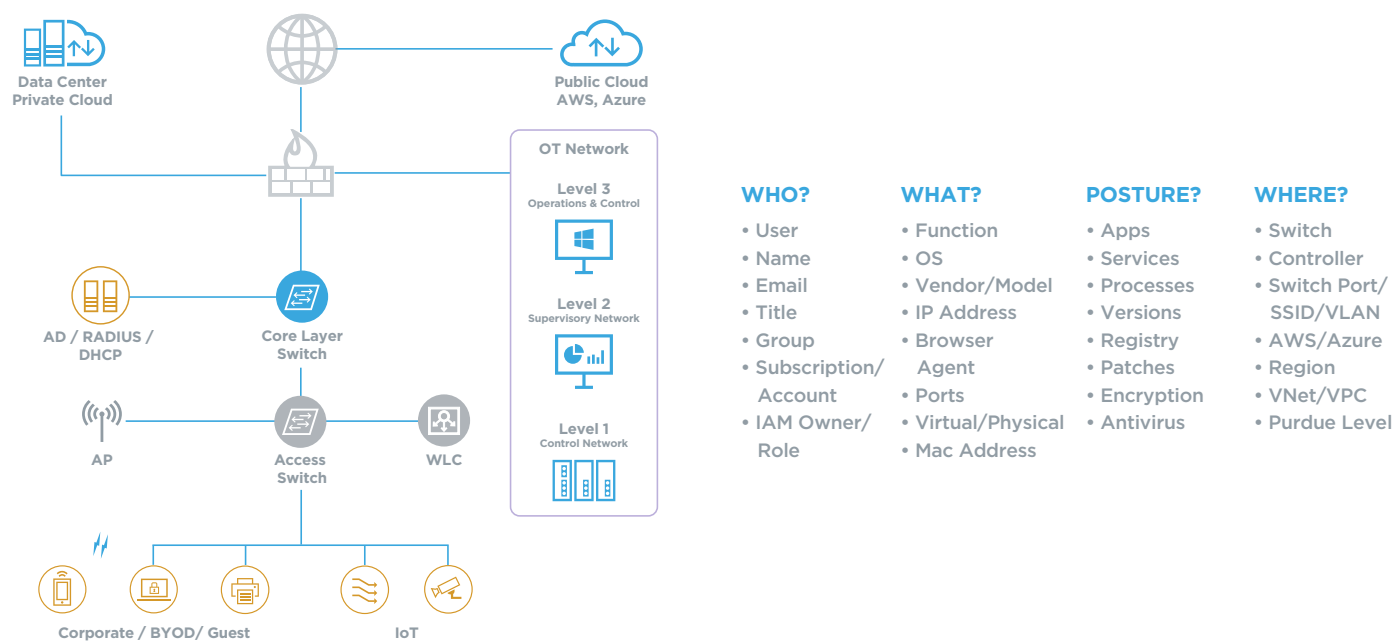 Data Center
Private Cloud
Public Cloud
AWS, Azure
OT Network
Level 3
Operations & Control
Level 2
Supervisory Network
Level 1
Control Network
AD / RADIUS /
DHCP
Core Layer
Switch
AP
Access
Switch
WLC
Corporate / BYOD/ Guest
IoT
WHO?
• User
• Name
• Email
• Title
• Group
• Subscription/
Account
• IAM Owner/
Role
WHAT?
• Function
• OS
• Vendor/Model
• IP Address
• Browser
Agent
• Ports
• Virtual/Physical
• Mac Address
POSTURE?
• Apps
• Services
• Processes
• Versions
• Registry
• Patches
• Encryption
• Antivirus
WHERE?
• Switch
• Controller
• Switch Port/
SSID/VLAN
• AWS/Azure
• Region
• VNet/VPC
• Purdue Level